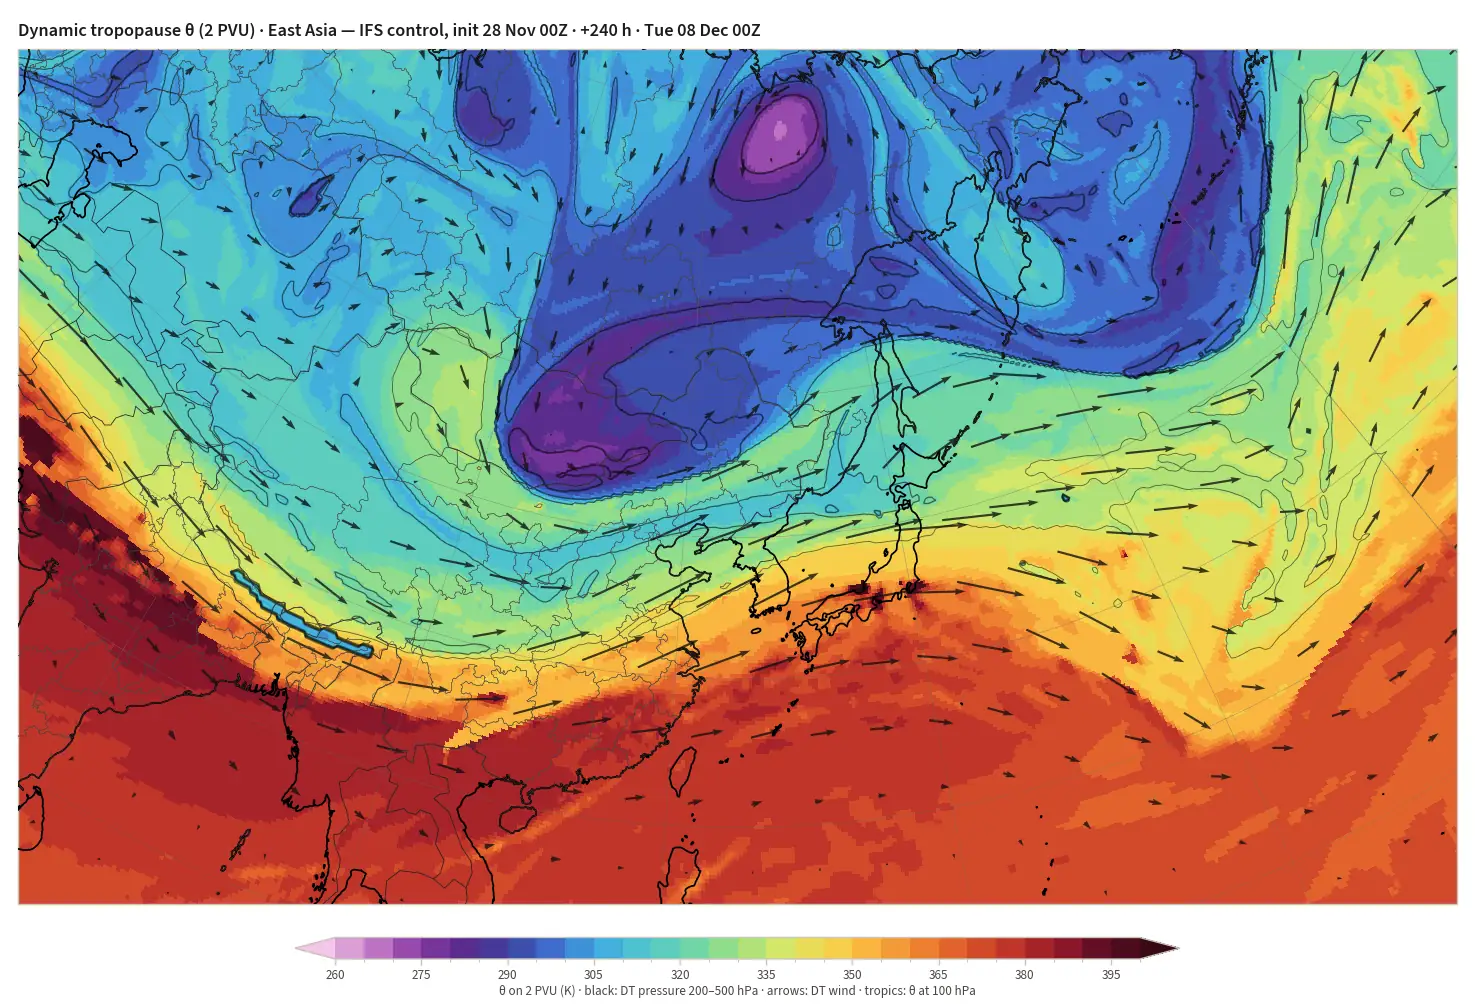 Dynamic tropopause θ (2 PVU) · East Asia — IFS control, init 28 Nov 00Z · +240 h · Tue 08 Dec 00Z
260 275 290 305 320 335 350 365 380 395
θ on 2 PVU (K) · black: DT pressure 200–500 hPa · arrows: DT wind · tropics: θ at 100 hPa